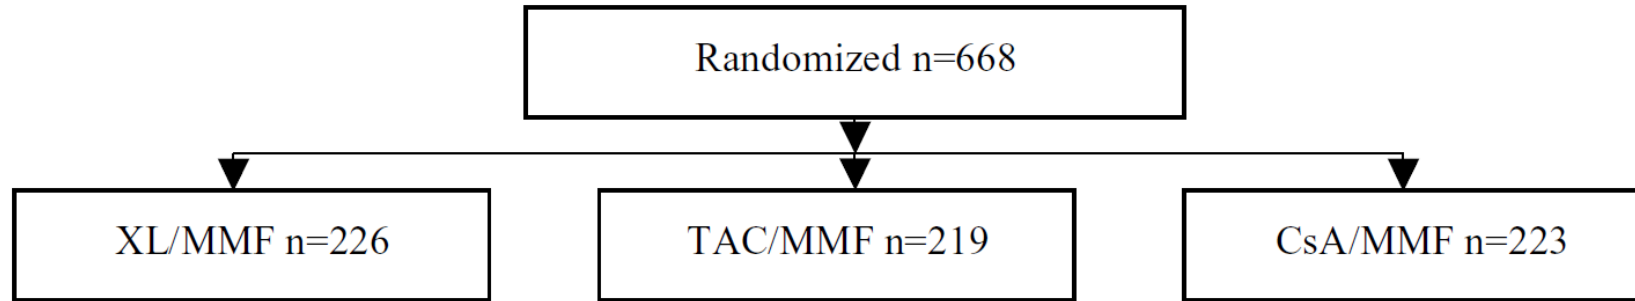 Randomized n=668
XL/MMF n=226
TAC/MMF n=219
CsA/MMF n=223